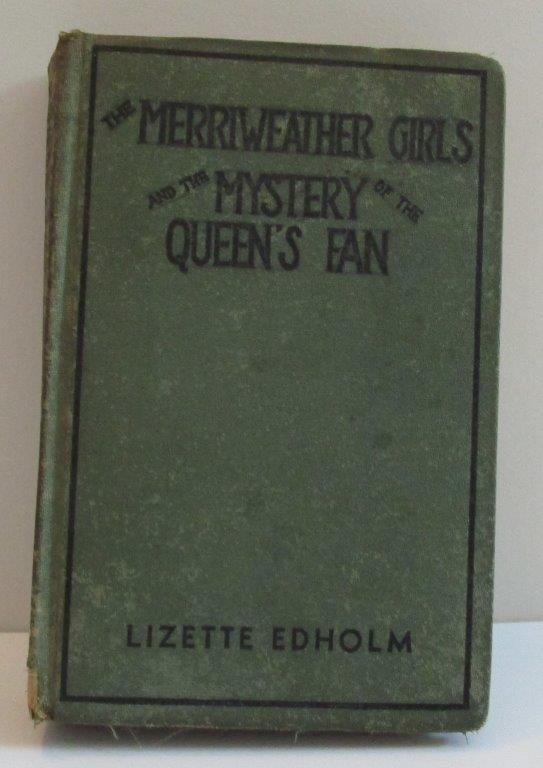 THE MERRIWEATHER GIRLS
AND THE MYSTERY OF THE
QUEEN'S FAN
LIZETTE EDHOLM